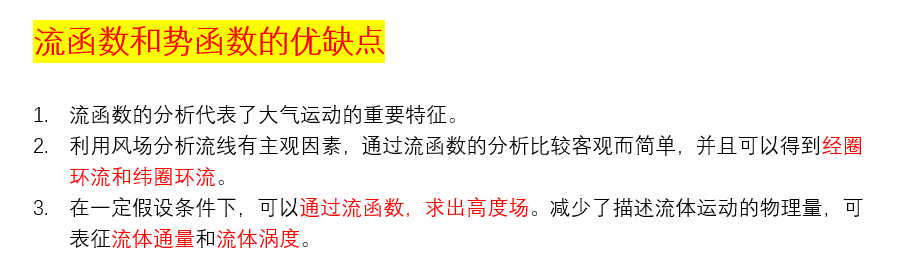 流函数和势函数的优缺点
1. 流函数的分析代表了大气运动的重要特征。
2. 利用风场分析流线有主观因素，通过流函数的分析比较客观而简单，并且可以得到经圈
环流和纬圈环流。
3. 在一定假设条件下，可以通过流函数，求出高度场。减少了描述流体运动的物理量，可
表征流体通量和流体涡度。